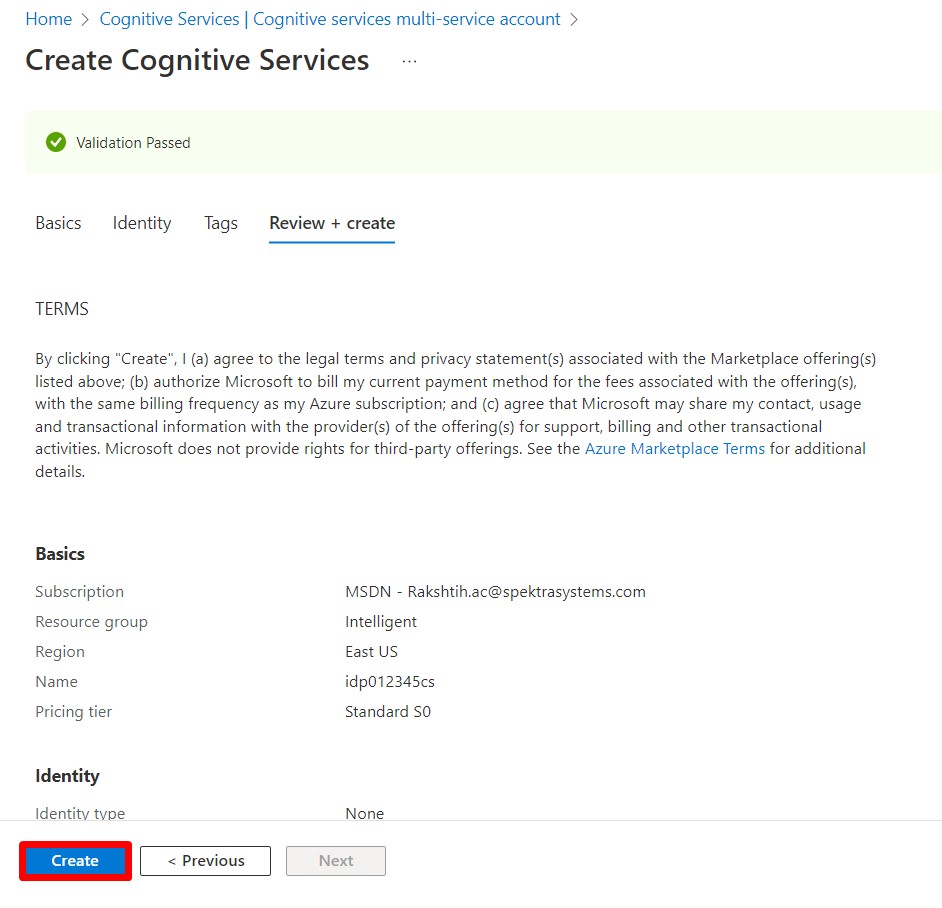 Home > Cognitive Services | Cognitive services multi-service account >
Create Cognitive Services ...
Validation Passed
Basics Identity Tags Review + create
TERMS
By clicking "Create", I (a) agree to the legal terms and privacy statement(s) associated with the Marketplace offering(s)
listed above; (b) authorize Microsoft to bill my current payment method for the fees associated with the offering(s),
with the same billing frequency as my Azure subscription; and (c) agree that Microsoft may share my contact, usage
and transactional information with the provider(s) of the offering(s) for support, billing and other transactional
activities. Microsoft does not provide rights for third-party offerings. See the Azure Marketplace Terms for additional
details.
Basics
Subscription MSDN - Rakshtih.ac@spektrasystems.com
Resource group Intelligent
Region East US
Name idp012345cs
Pricing tier Standard S0
Identity
Identity type None
Create < Previous Next